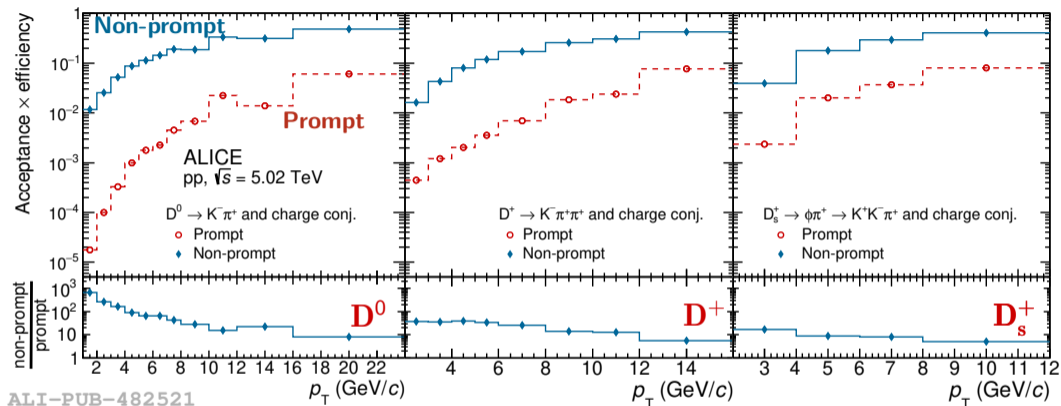 Acceptance × efficiency
1
10⁻¹
10⁻²
10⁻³
10⁻⁴
10⁻⁵
Non-prompt
Prompt
ALICE
pp, √s = 5.02 TeV
D⁰ → K⁻π⁺ and charge conj.
Prompt
Non-prompt
D⁺ → K⁻π⁺π⁺ and charge conj.
Prompt
Non-prompt
D_s⁺ → ϕπ⁺ → K⁺K⁻π⁺ and charge conj.
Prompt
Non-prompt
non-prompt
prompt
10³
10²
10
1
D⁰
D⁺
D_s⁺
2 4 6 8 10 12 14 16 18 20 22
4 6 8 10 12 14
3 4 5 6 7 8 9 10 11 12
p_T (GeV/c)
p_T (GeV/c)
p_T (GeV/c)
ALI-PUB-482521